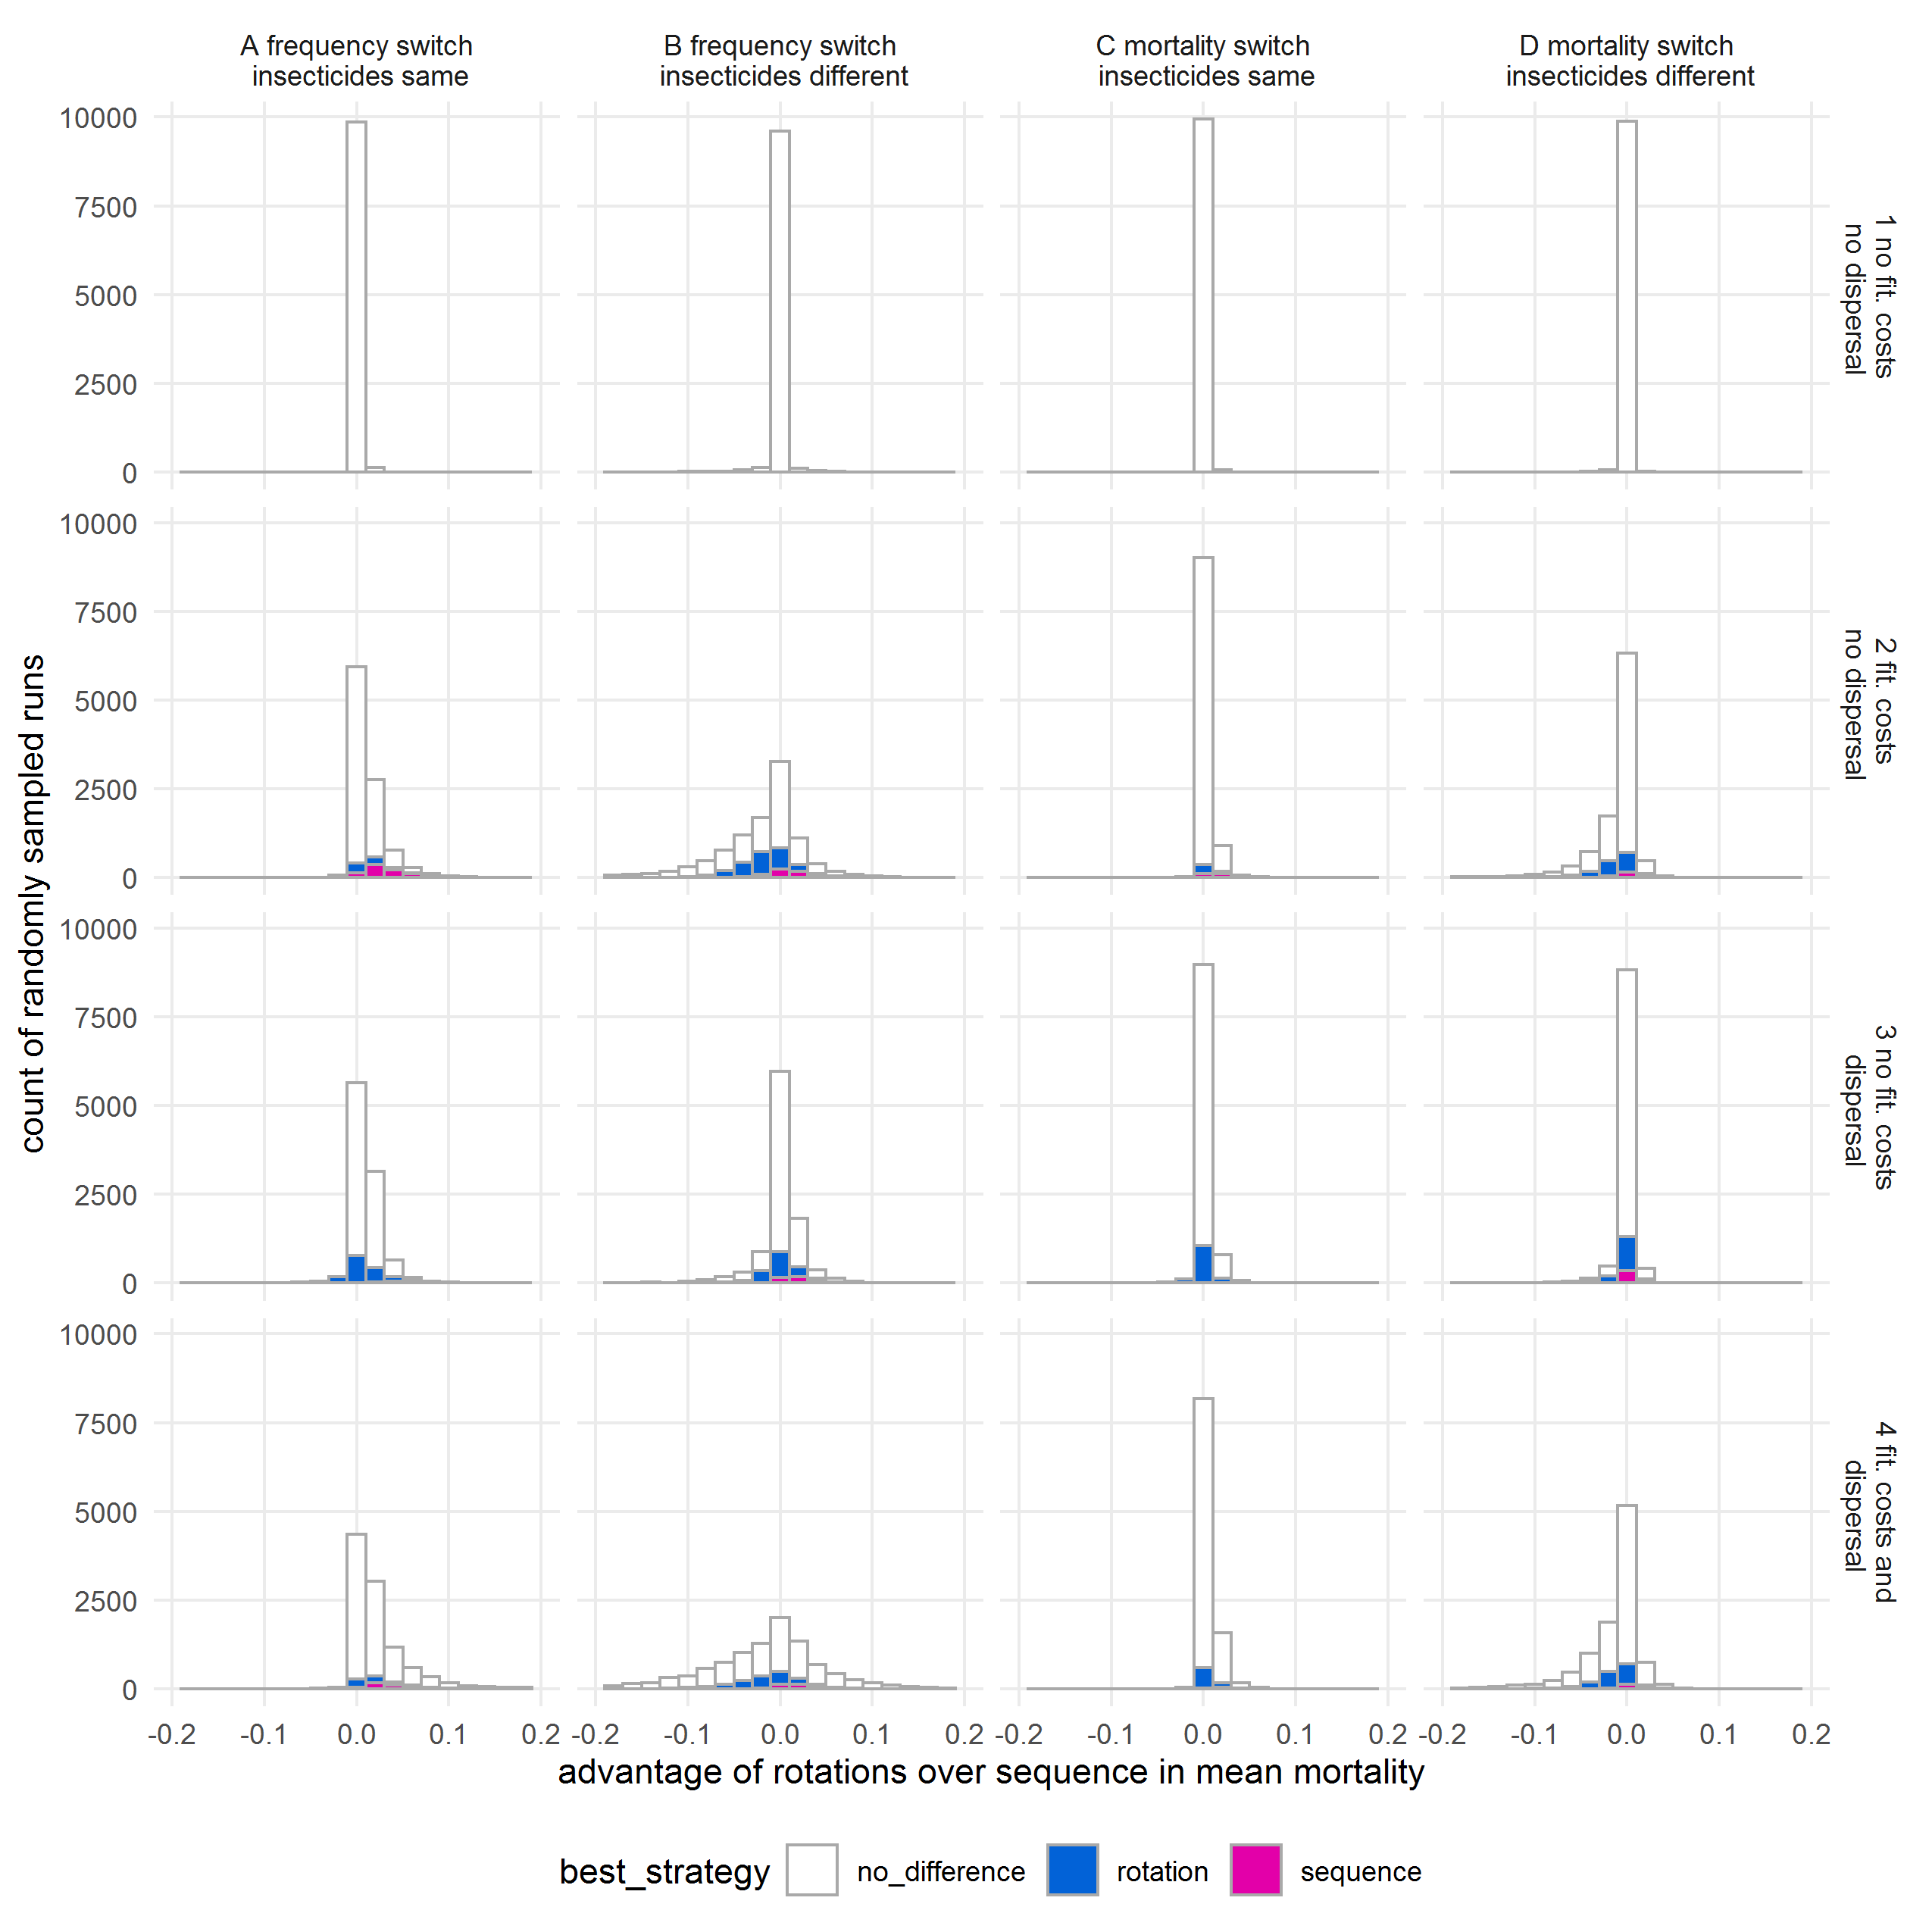 A frequency switch
insecticides same
B frequency switch
insecticides different
C mortality switch
insecticides same
D mortality switch
insecticides different
10000
7500
5000
2500
0
1 no fit. costs
no dispersal
10000
7500
5000
2500
0
2 fit. costs
no dispersal
10000
7500
5000
2500
0
3 no fit. costs
dispersal
10000
7500
5000
2500
0
4 fit. costs and
dispersal
count of randomly sampled runs
-0.2 -0.1 0.0 0.1 0.2 -0.2 -0.1 0.0 0.1 0.2 -0.2 -0.1 0.0 0.1 0.2 -0.2 -0.1 0.0 0.1 0.2
advantage of rotations over sequence in mean mortality
best_strategy no_difference rotation sequence